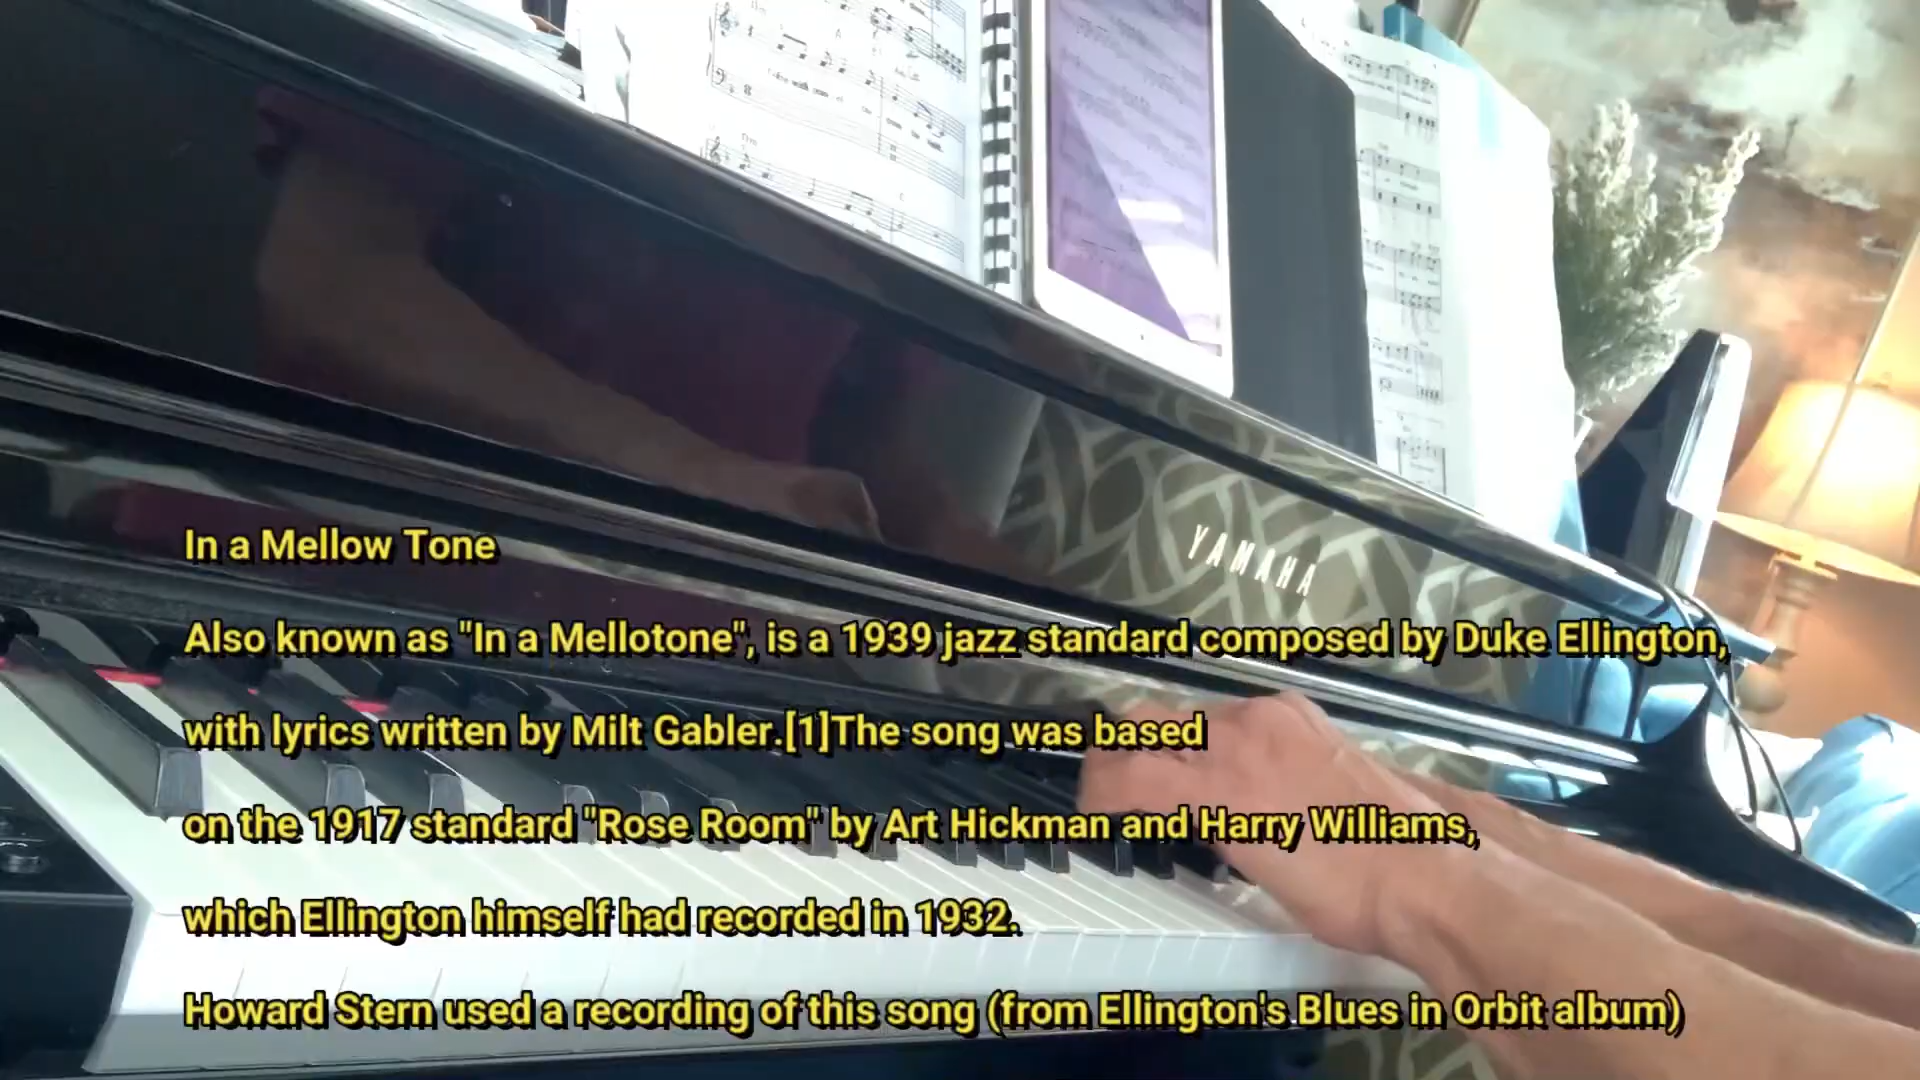 YAMAHA
In a Mellow Tone
Also known as "In a Mellotone", is a 1939 jazz standard composed by Duke Ellington,
with lyrics written by Milt Gabler.[1]The song was based
on the 1917 standard "Rose Room" by Art Hickman and Harry Williams,
which Ellington himself had recorded in 1932.
Howard Stern used a recording of this song (from Ellington's Blues in Orbit album)